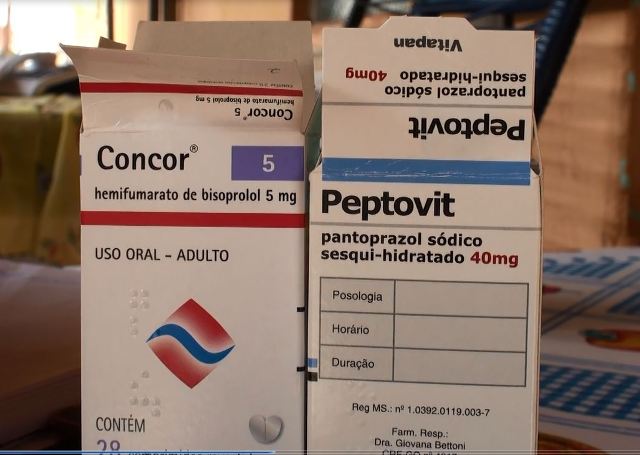 Concor® 5
hemifumarato de bisoprolol 5 mg
Concor® 5
hemifumarato de bisoprolol 5 mg
USO ORAL – ADULTO
CONTÉM
28
Vitapan
pantoprazol sódico
sesqui-hidratado 40mg
Peptovit
Peptovit
pantoprazol sódico
sesqui-hidratado 40mg
Posologia
Horário
Duração
Reg MS.: nº 1.0392.0119.003-7
Farm. Resp.:
Dra. Giovana Bettoni